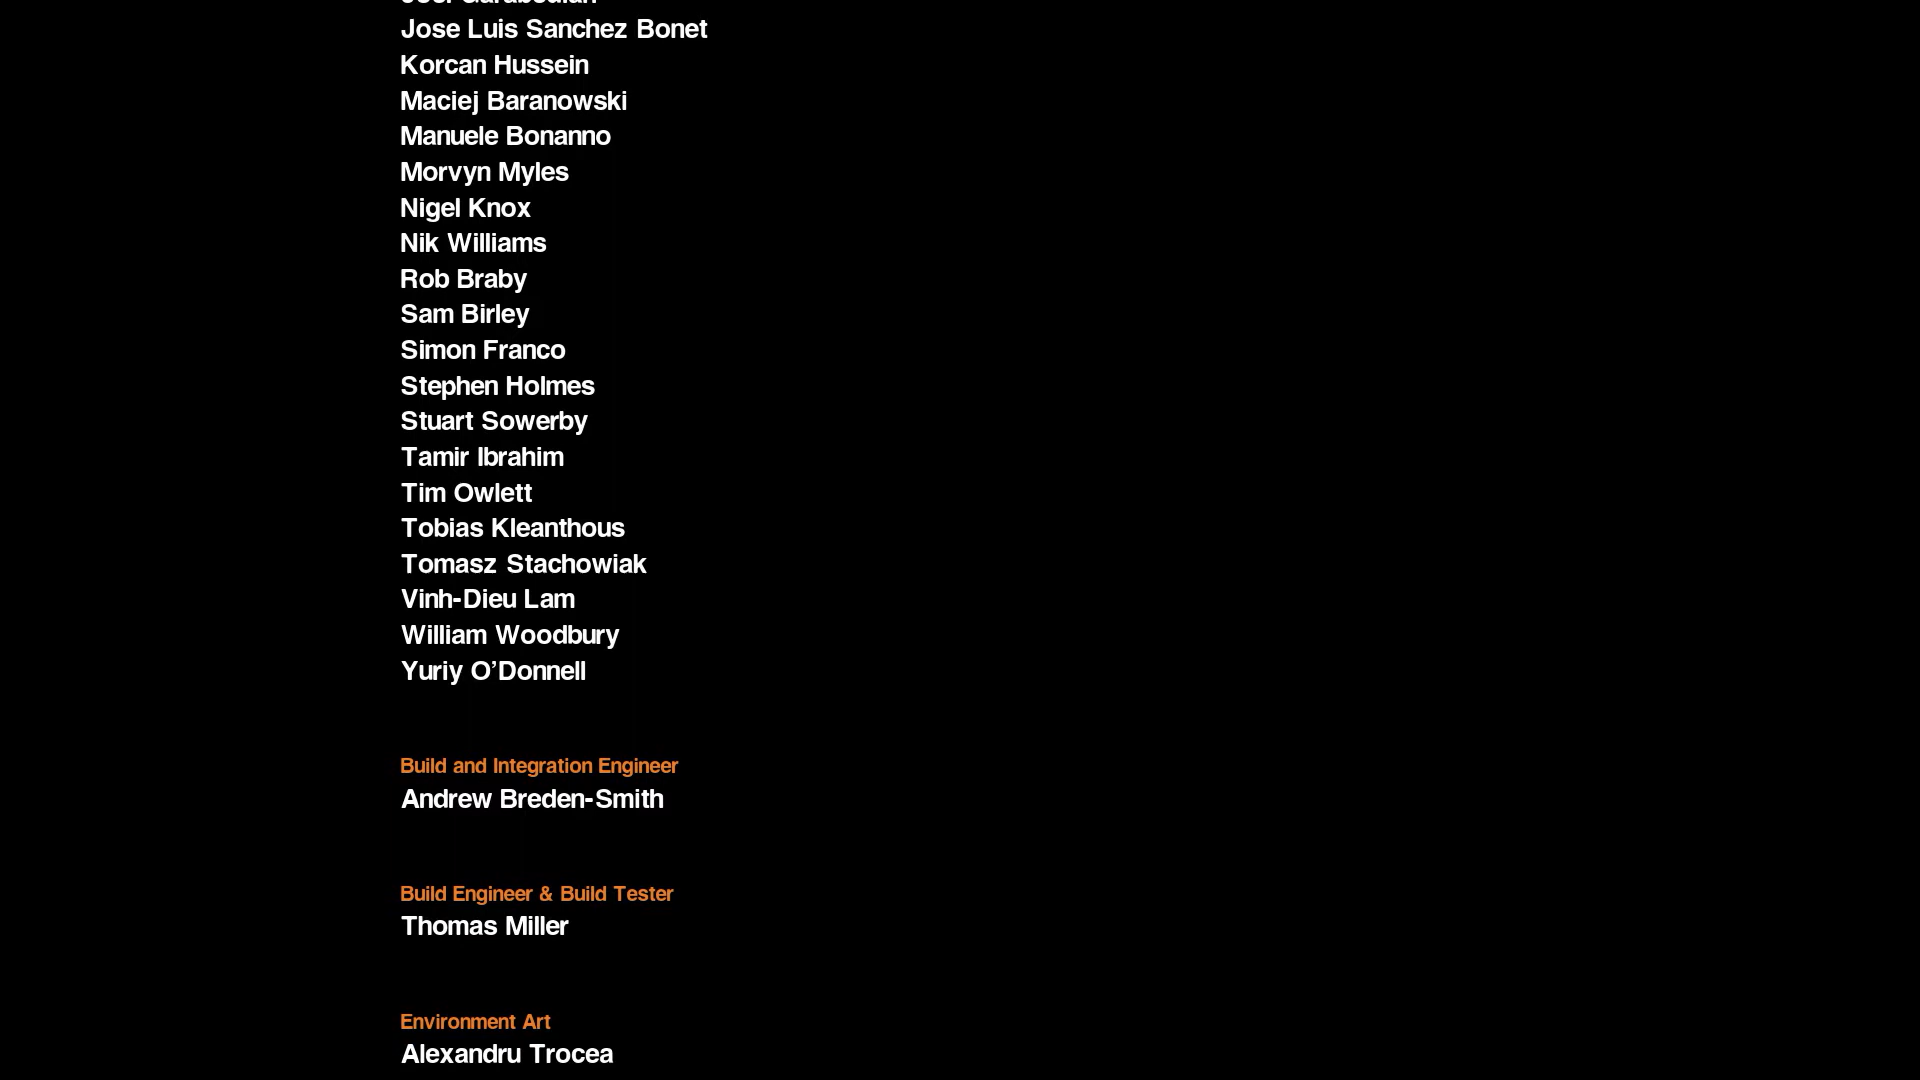 Jose Luis Sanchez Bonet
Korcan Hussein
Maciej Baranowski
Manuele Bonanno
Morvyn Myles
Nigel Knox
Nik Williams
Rob Braby
Sam Birley
Simon Franco
Stephen Holmes
Stuart Sowerby
Tamir Ibrahim
Tim Owlett
Tobias Kleanthous
Tomasz Stachowiak
Vinh-Dieu Lam
William Woodbury
Yuriy O’Donnell
Build and Integration Engineer
Andrew Breden-Smith
Build Engineer & Build Tester
Thomas Miller
Environment Art
Alexandru Trocea